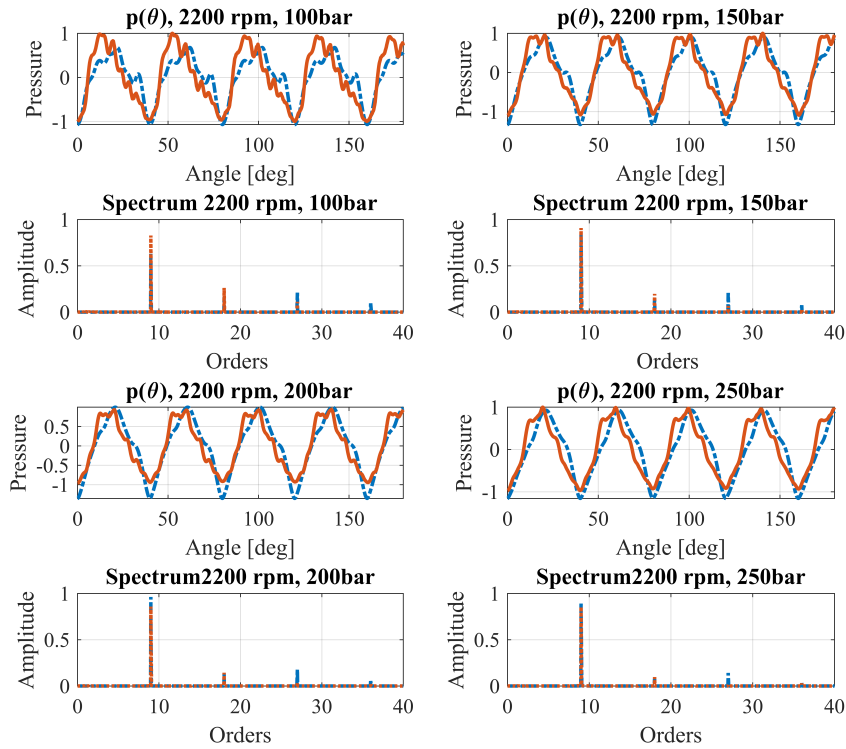 p(θ), 2200 rpm, 100bar
1
0
-1
Pressure
0 50 100 150
Angle [deg]
p(θ), 2200 rpm, 150bar
1
0
-1
Pressure
0 50 100 150
Angle [deg]
Spectrum 2200 rpm, 100bar
1
0.5
0
Amplitude
0 10 20 30 40
Orders
Spectrum 2200 rpm, 150bar
1
0.5
0
Amplitude
0 10 20 30 40
Orders
p(θ), 2200 rpm, 200bar
0.5
0
-0.5
-1
Pressure
0 50 100 150
Angle [deg]
p(θ), 2200 rpm, 250bar
1
0
-1
Pressure
0 50 100 150
Angle [deg]
Spectrum2200 rpm, 200bar
1
0.5
0
Amplitude
0 10 20 30 40
Orders
Spectrum2200 rpm, 250bar
1
0.5
0
Amplitude
0 10 20 30 40
Orders